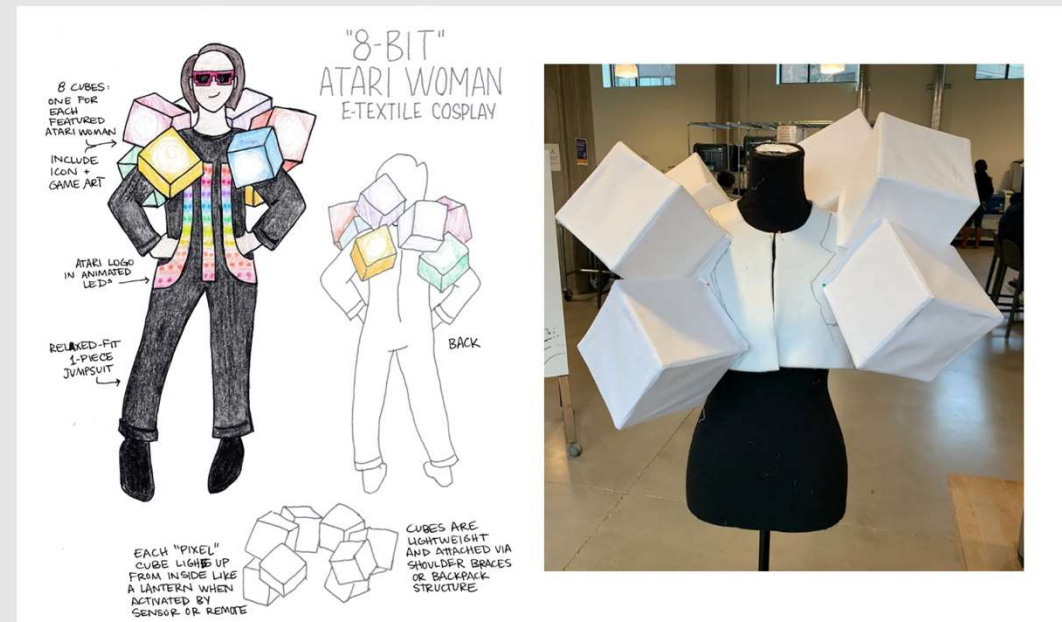 "8-BIT"
ATARI WOMAN
E-TEXTILE COSPLAY
8 CUBES:
ONE FOR
EACH
FEATURED
ATARI WOMAN
INCLUDE
ICON +
GAME ART
ATARI LOGO
IN ANIMATED
LEDS
RELAXED-FIT
1-PIECE
JUMPSUIT
BACK
EACH "PIXEL"
CUBE LIGHTS UP
FROM INSIDE LIKE
A LANTERN WHEN
ACTIVATED BY
SENSOR OR REMOTE
CUBES ARE
LIGHTWEIGHT
AND ATTACHED VIA
SHOULDER BRACES
OR BACKPACK
STRUCTURE